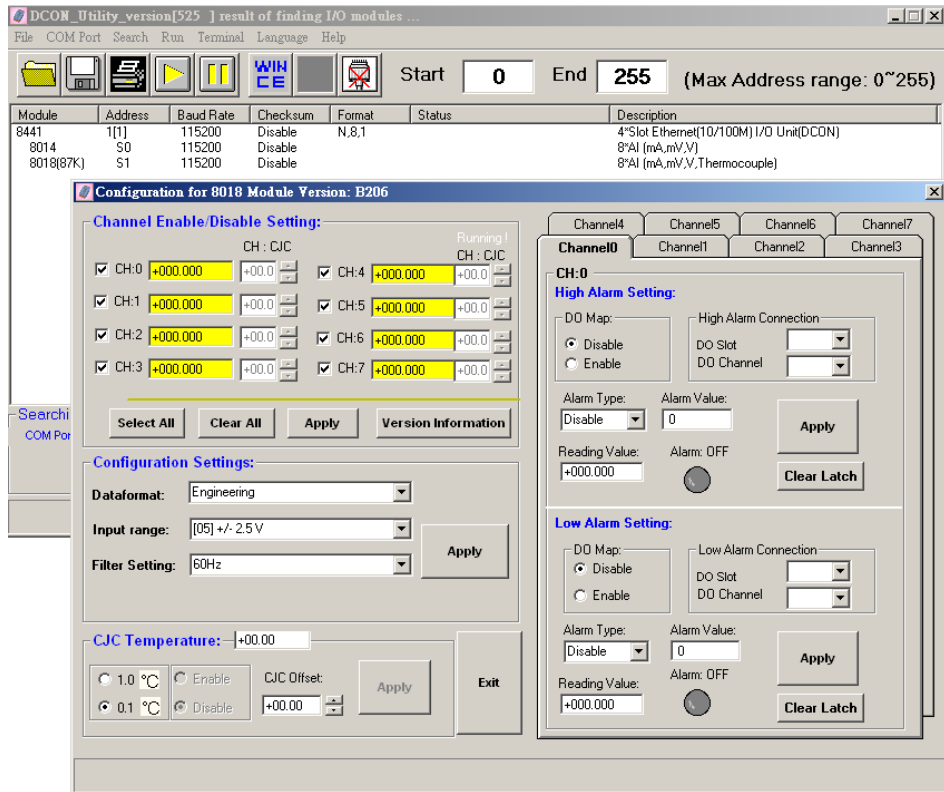 DCON_Utility_version[525 ] result of finding I/O modules ...
File COM Port Search Run Terminal Language Help
WIN CE
Start 0 End 255 (Max Address range: 0~255)
Module Address Baud Rate Checksum Format Status Description
8441 1[1] 115200 Disable N,8,1 4*Slot Ethernet(10/100M) I/O Unit(DCON)
8014 S0 115200 Disable 8*AI (mA,mV,V)
8018(87K) S1 115200 Disable 8*AI (mA,mV,V,Thermocouple)
Searchi
COM Por
Configuration for 8018 Module Version: B206
Channel Enable/Disable Setting:
Running !
CH : CJC CH : CJC
CH:0 +000.000 +00.0 CH:4 +000.000 +00.0
CH:1 +000.000 +00.0 CH:5 +000.000 +00.0
CH:2 +000.000 +00.0 CH:6 +000.000 +00.0
CH:3 +000.000 +00.0 CH:7 +000.000 +00.0
Select All Clear All Apply Version Information
Configuration Settings:
Dataformat: Engineering
Input range: [05] +/- 2.5 V
Filter Setting: 60Hz
Apply
CJC Temperature: +00.00
1.0 °C Enable CJC Offset:
0.1 °C Disable +00.00
Apply
Exit
Channel4 Channel5 Channel6 Channel7
Channel0 Channel1 Channel2 Channel3
CH:0
High Alarm Setting:
DO Map: High Alarm Connection
Disable DO Slot
Enable DO Channel
Alarm Type: Alarm Value:
Disable 0
Apply
Reading Value: Alarm: OFF
+000.000
Clear Latch
Low Alarm Setting:
DO Map: Low Alarm Connection
Disable DO Slot
Enable DO Channel
Alarm Type: Alarm Value:
Disable 0
Apply
Reading Value: Alarm: OFF
+000.000
Clear Latch